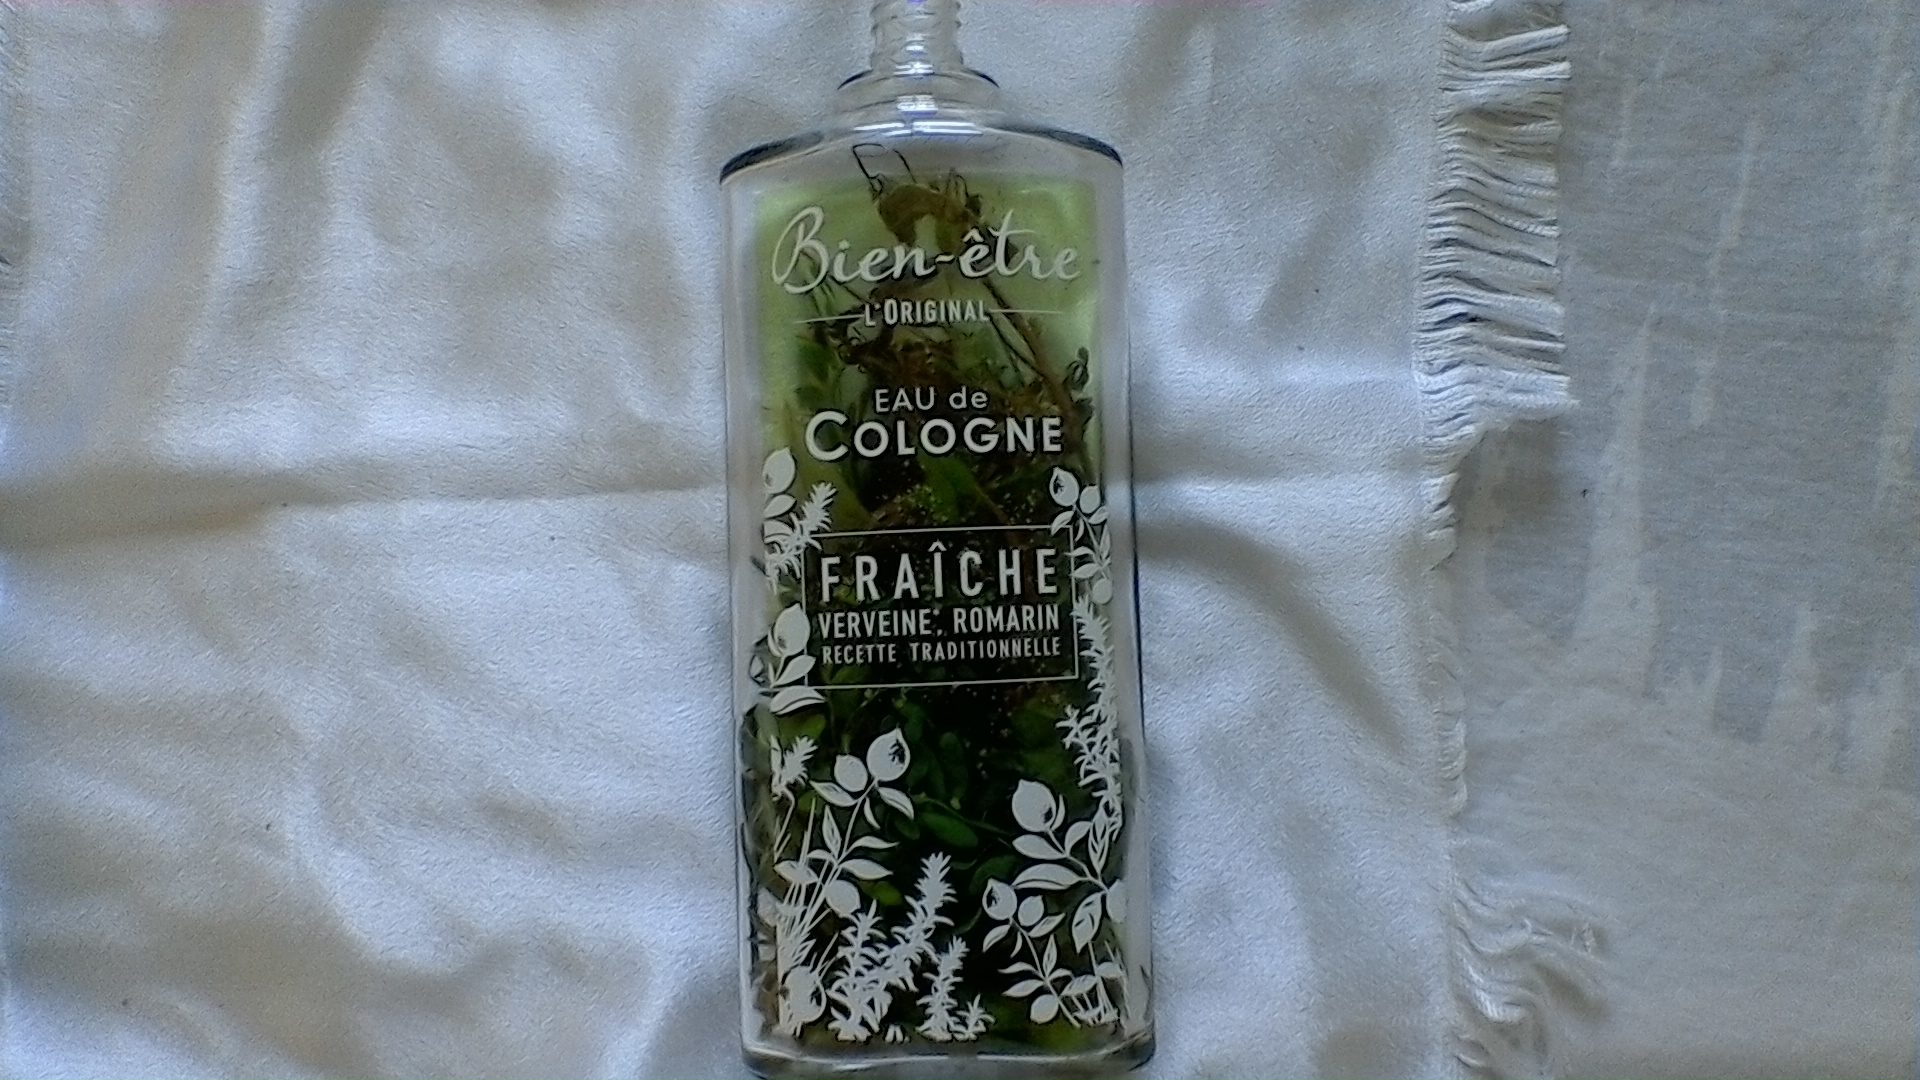 Bien-être
L'ORIGINAL
EAU de
COLOGNE
FRAÎCHE
VERVEINE, ROMARIN
RECETTE TRADITIONNELLE